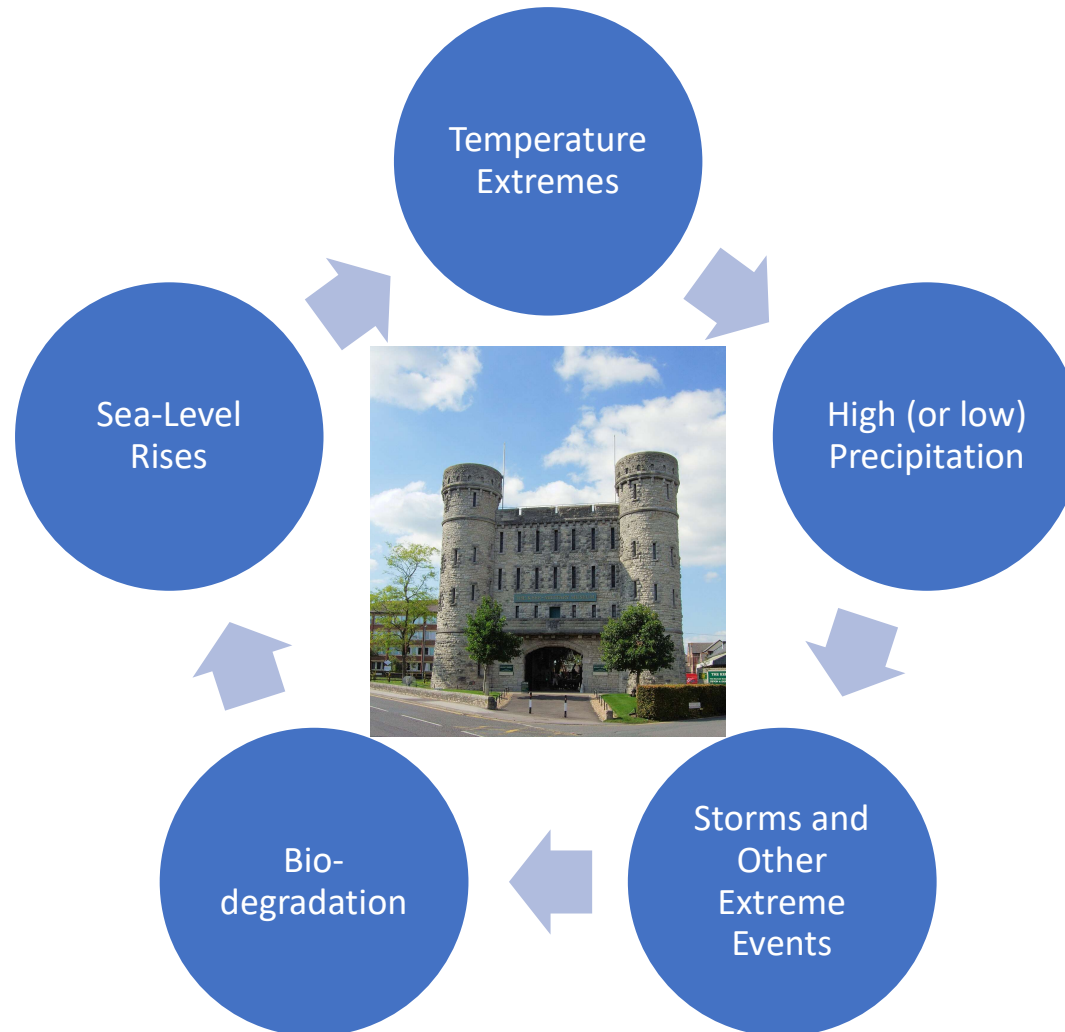 Temperature
Extremes
High (or low)
Precipitation
Storms and
Other
Extreme
Events
Bio-
degradation
Sea-Level
Rises